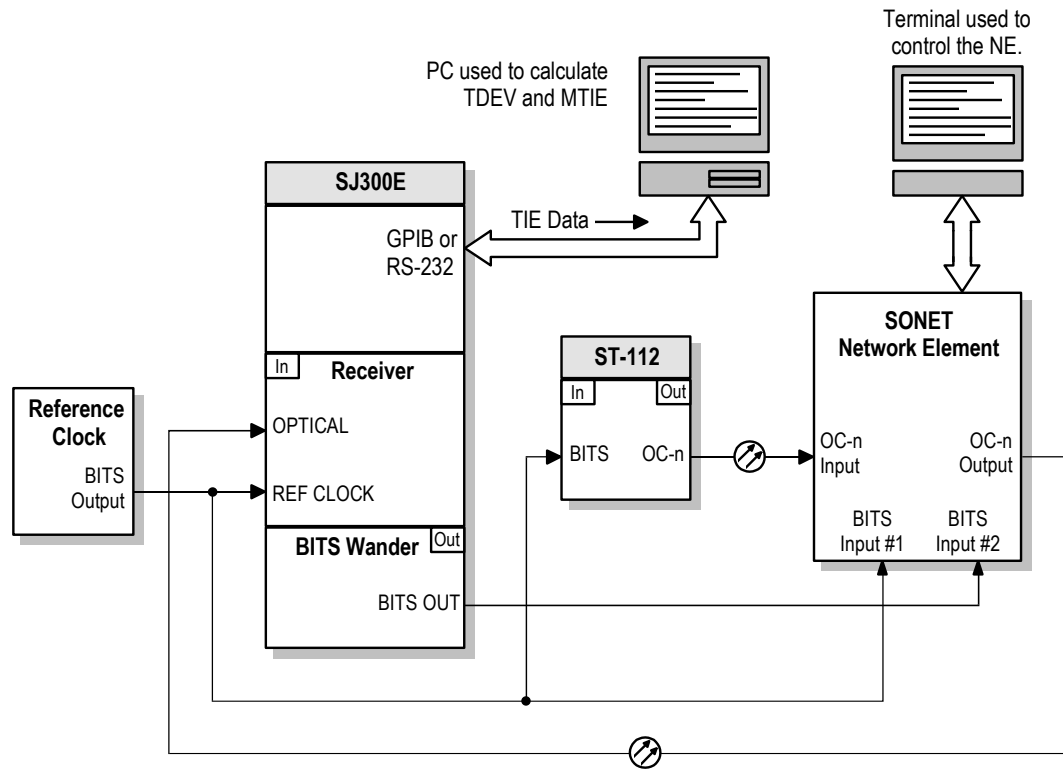 Terminal used to
control the NE.
PC used to calculate
TDEV and MTIE
SJ300E
TIE Data
GPIB or
RS-232
SONET
Network Element
ST-112
In
Receiver
In
Out
Reference
Clock
OPTICAL
BITS
OC-n
OC-n
Input
OC-n
Output
BITS
Output
REF CLOCK
BITS
Input #1
BITS
Input #2
BITS Wander
Out
BITS OUT